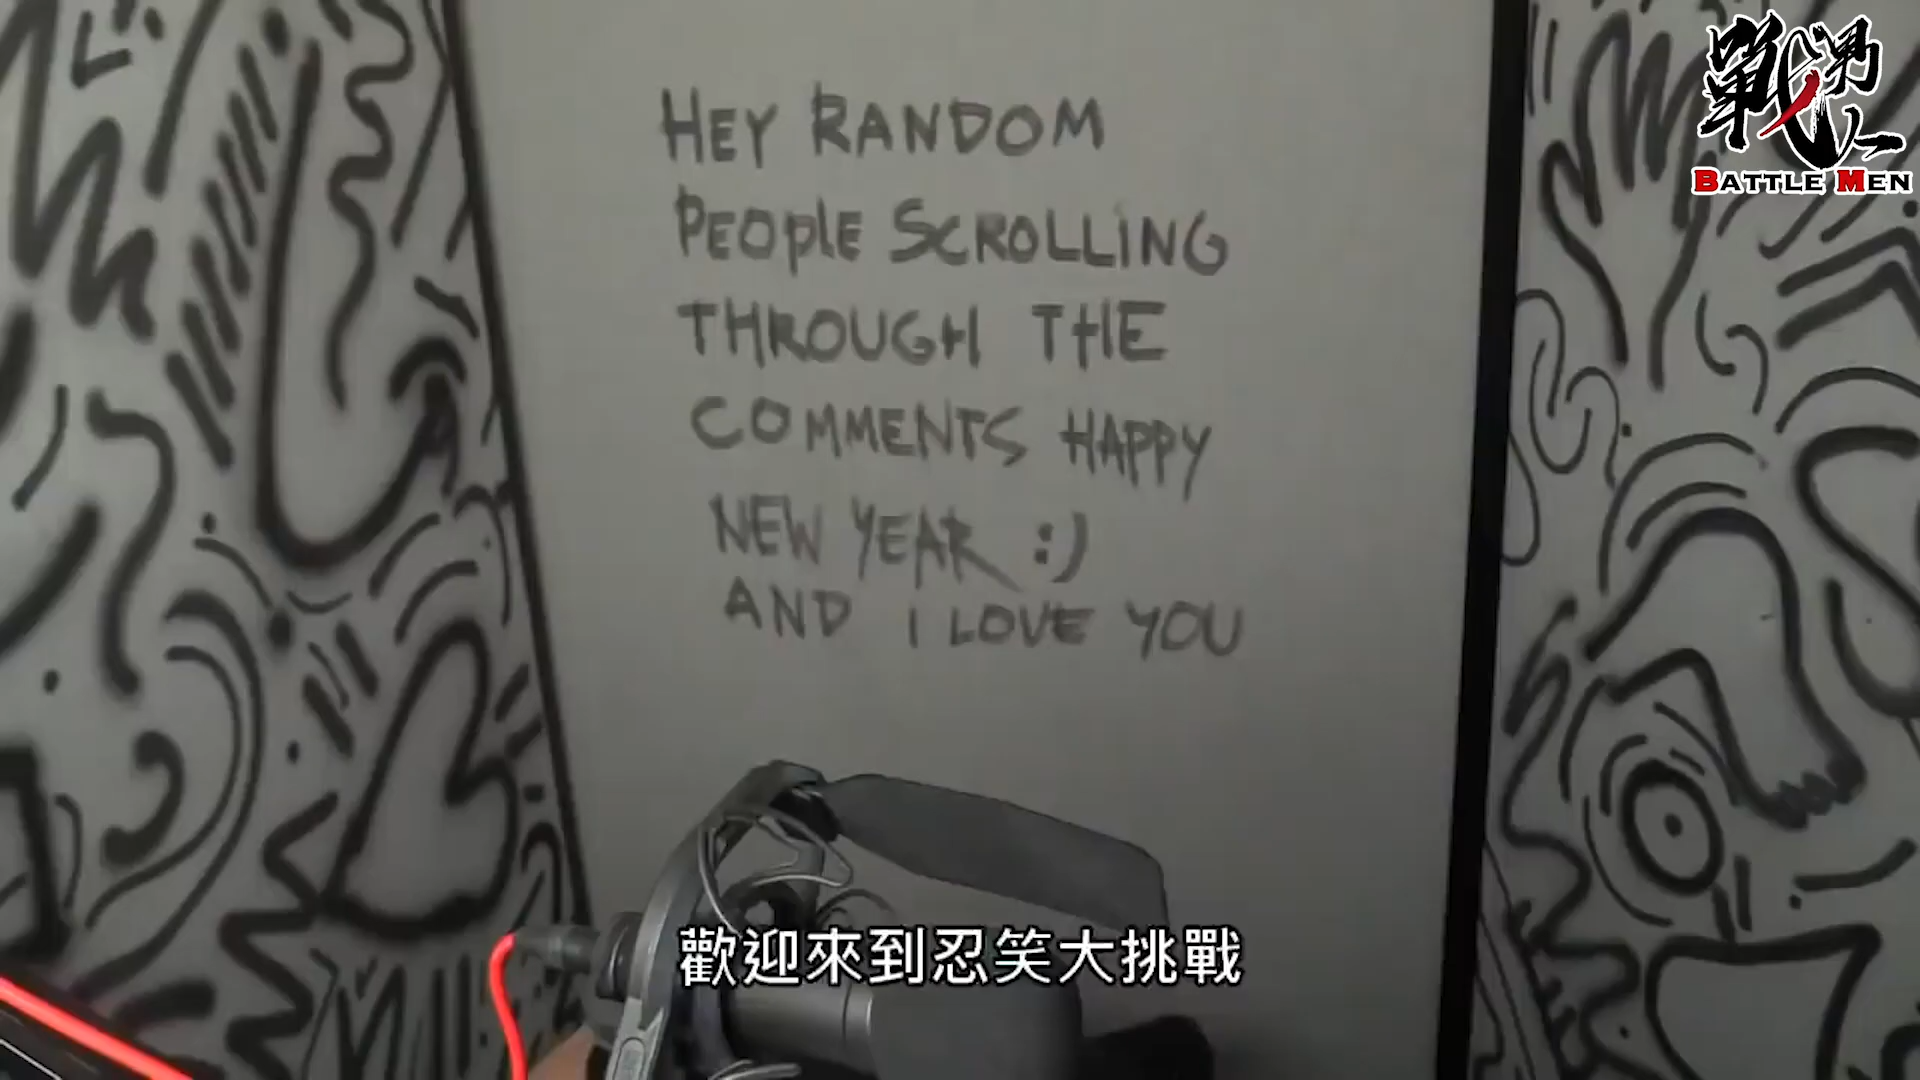 戰男人
BATTLE MEN
HEY RANDOM
PEOPlE SCROLLiNG
THROUGH THE
COMMENTS HAPPY
NEW YEAR :)
AND I LOVE YOU
歡迎來到忍笑大挑戰